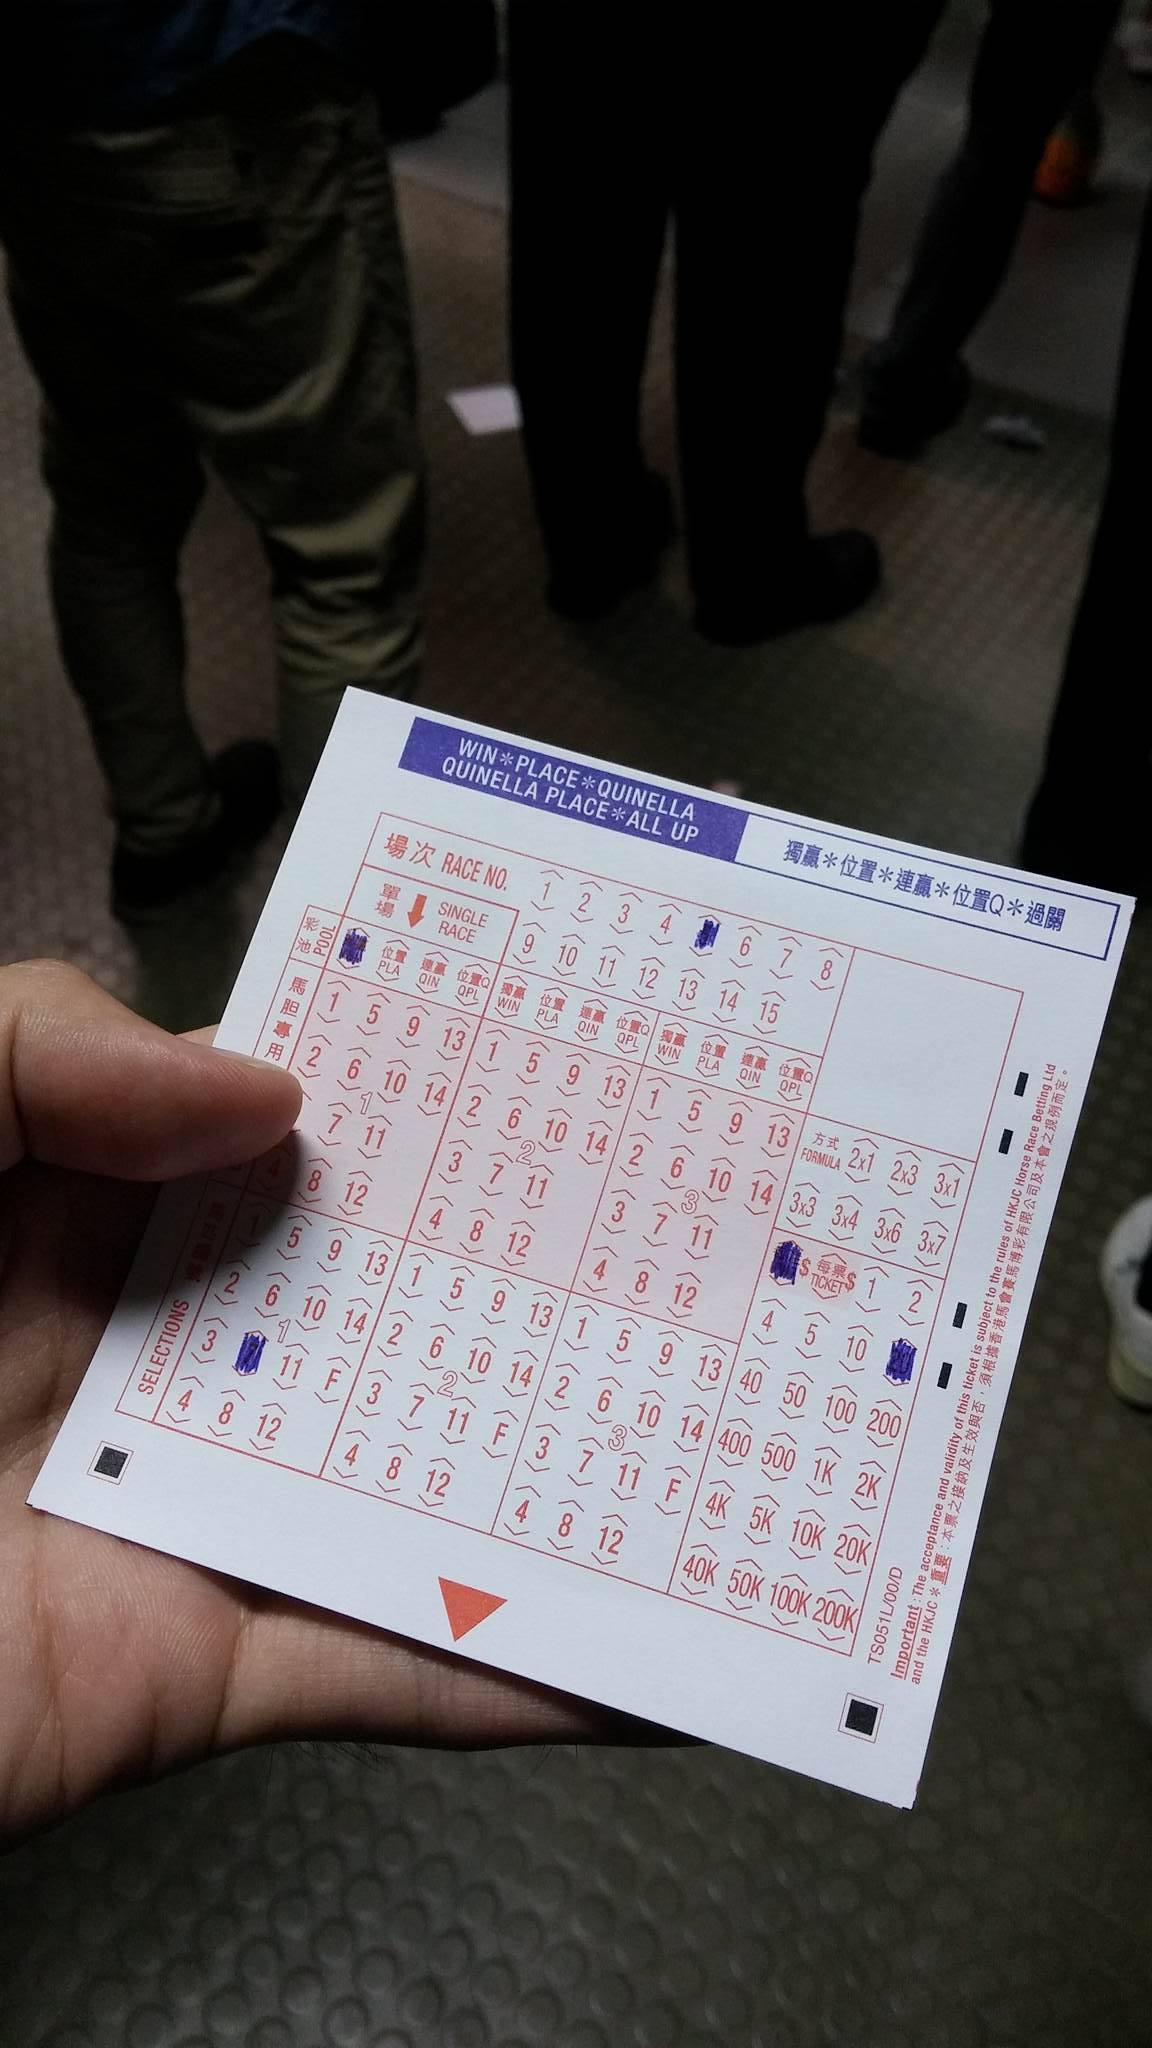 WIN*PLACE*QUINELLA
QUINELLA PLACE*ALL UP
獨贏*位置*連贏*位置Q*過關
場次 RACE NO.
1 2 3 4 6 7 8
9 10 11 12 13 14 15
單場 SINGLE RACE
彩池 POOL
位置 PLA 連贏 QIN 位置Q QPL
獨贏 WIN 位置 PLA 連贏 QIN 位置Q QPL
獨贏 WIN 位置 PLA 連贏 QIN 位置Q QPL
馬胆專用
1 5 9 13
2 6 10 14
1
7 11
4 8 12
1 5 9 13
2 6 10 14
2
3 7 11
4 8 12
1 5 9 13
2 6 10 14
3
3 7 11
4 8 12
方式 FORMULA 2x1 2x3 3x1
3x3 3x4 3x6 3x7
$ 每票 TICKET $ 1 2
4 5 10
40 50 100 200
400 500 1K 2K
4K 5K 10K 20K
40K 50K 100K 200K
SELECTIONS
1 5 9 13
2 6 10 14
1
3 11 F
4 8 12
1 5 9 13
2 6 10 14
2
3 7 11 F
4 8 12
1 5 9 13
2 6 10 14
3
3 7 11 F
4 8 12
TS051L/00/D
Important : The acceptance and validity of this ticket is subject to the rules of HKJC Horse Race Betting Ltd
and the HKJC * 重要 : 本票之接納及生效與否，須根據香港馬會賽馬博彩有限公司及本會之規例而定。